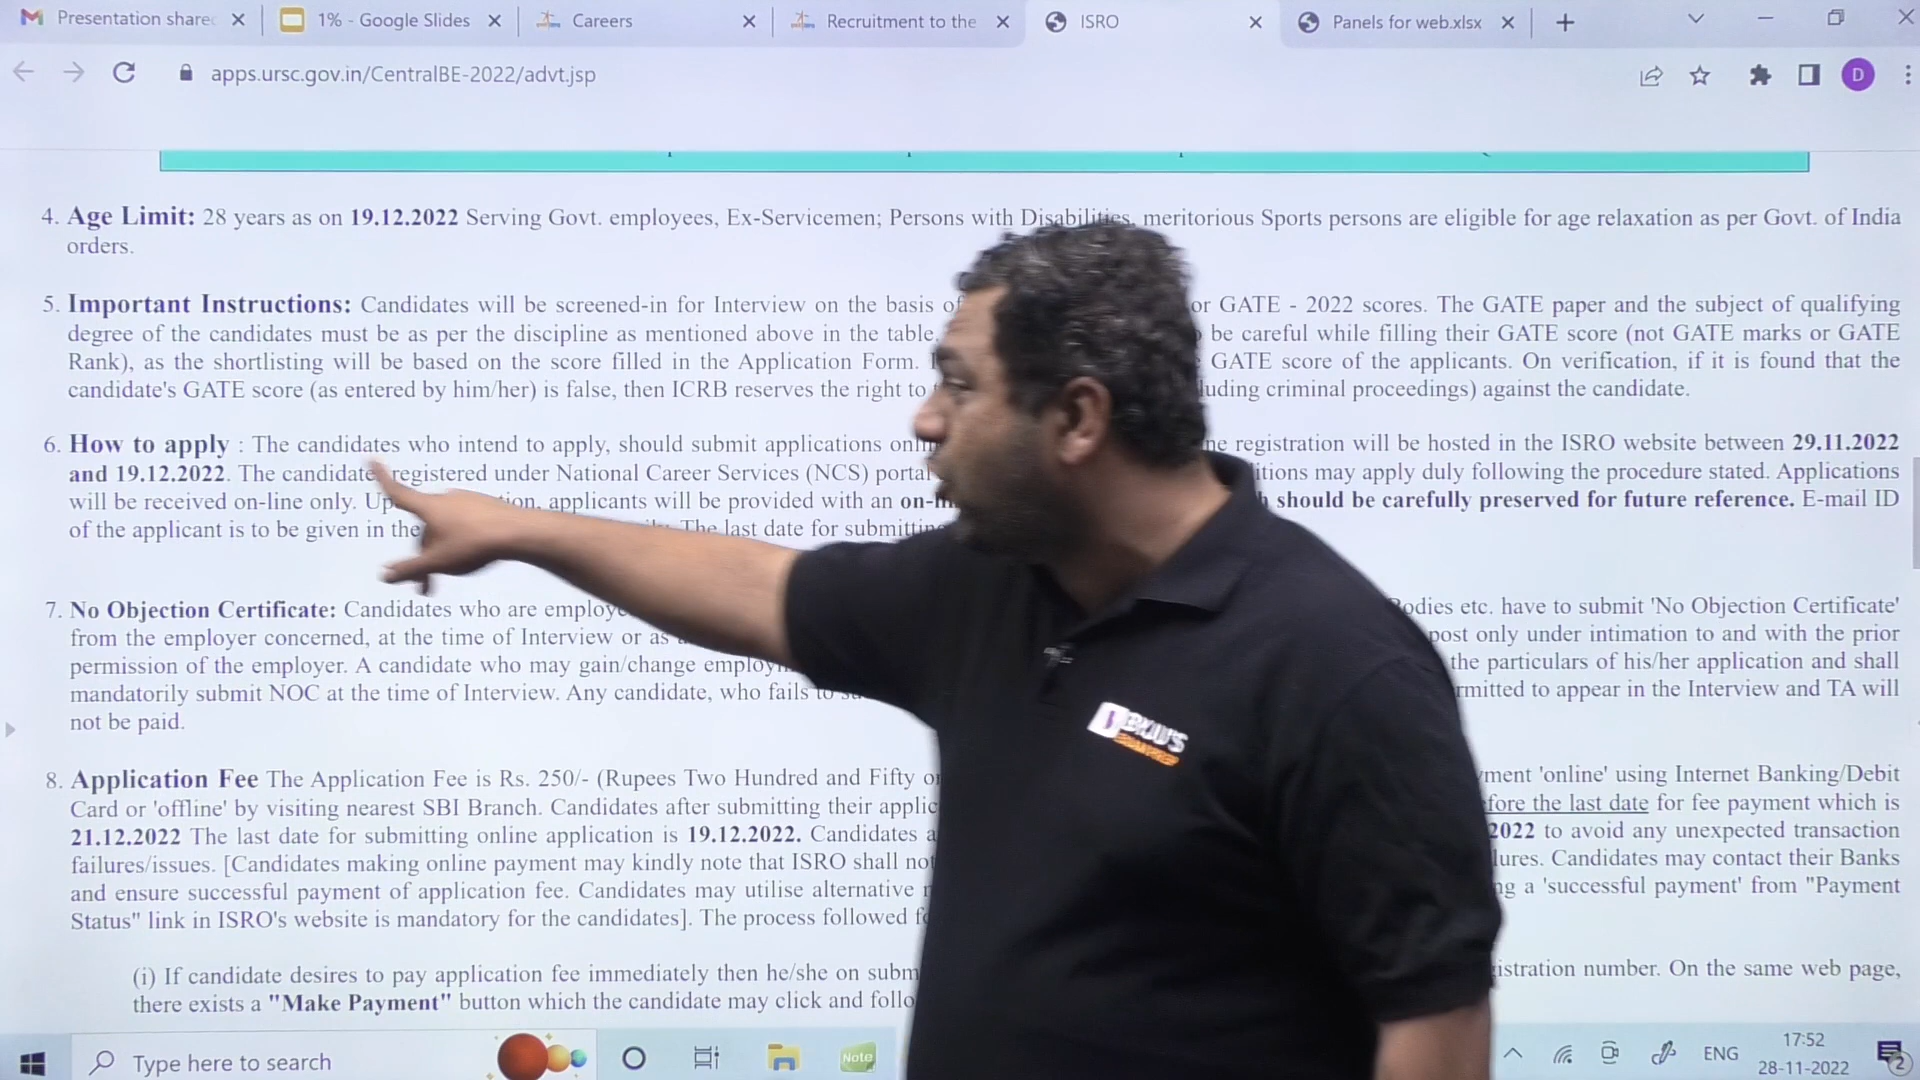 Presentation share
1% - Google Slides
Careers
Recruitment to the
ISRO
Panels for web.xlsx
apps.ursc.gov.in/CentralBE-2022/advt.jsp
D
4. Age Limit: 28 years as on 19.12.2022 Serving Govt. employees, Ex-Servicemen; Persons with Disabilities, meritorious Sports persons are eligible for age relaxation as per Govt. of India
orders.
5. Important Instructions: Candidates will be screened-in for Interview on the basis of or GATE - 2022 scores. The GATE paper and the subject of qualifying
degree of the candidates must be as per the discipline as mentioned above in the table. be careful while filling their GATE score (not GATE marks or GATE
Rank), as the shortlisting will be based on the score filled in the Application Form. GATE score of the applicants. On verification, if it is found that the
candidate's GATE score (as entered by him/her) is false, then ICRB reserves the right to luding criminal proceedings) against the candidate.
6. How to apply : The candidates who intend to apply, should submit applications onl ne registration will be hosted in the ISRO website between 29.11.2022
and 19.12.2022. The candidates registered under National Career Services (NCS) portal itions may apply duly following the procedure stated. Applications
will be received on-line only. Up on, applicants will be provided with an on-li should be carefully preserved for future reference. E-mail ID
of the applicant is to be given in the The last date for submitting
7. No Objection Certificate: Candidates who are employe Bodies etc. have to submit 'No Objection Certificate'
from the employer concerned, at the time of Interview or as post only under intimation to and with the prior
permission of the employer. A candidate who may gain/change employm the particulars of his/her application and shall
mandatorily submit NOC at the time of Interview. Any candidate, who fails to su rmitted to appear in the Interview and TA will
not be paid.
8. Application Fee The Application Fee is Rs. 250/- (Rupees Two Hundred and Fifty o yment 'online' using Internet Banking/Debit
Card or 'offline' by visiting nearest SBI Branch. Candidates after submitting their applic fore the last date for fee payment which is
21.12.2022 The last date for submitting online application is 19.12.2022. Candidates a 2022 to avoid any unexpected transaction
failures/issues. [Candidates making online payment may kindly note that ISRO shall not lures. Candidates may contact their Banks
and ensure successful payment of application fee. Candidates may utilise alternative ng a 'successful payment' from "Payment
Status" link in ISRO's website is mandatory for the candidates]. The process followed fo
(i) If candidate desires to pay application fee immediately then he/she on subm istration number. On the same web page,
there exists a "Make Payment" button which the candidate may click and follo
BYJU'S
EXAM PREP
Type here to search
Note
ENG
17:52
28-11-2022
2